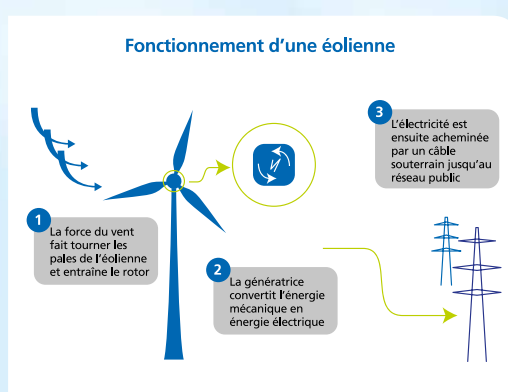 Fonctionnement d'une éolienne
1
La force du vent
fait tourner les
pales de l'éolienne
et entraîne le rotor
2
La génératrice
convertit l'énergie
mécanique en
énergie électrique
3
L'électricité est
ensuite acheminée
par un câble
souterrain jusqu'au
réseau public